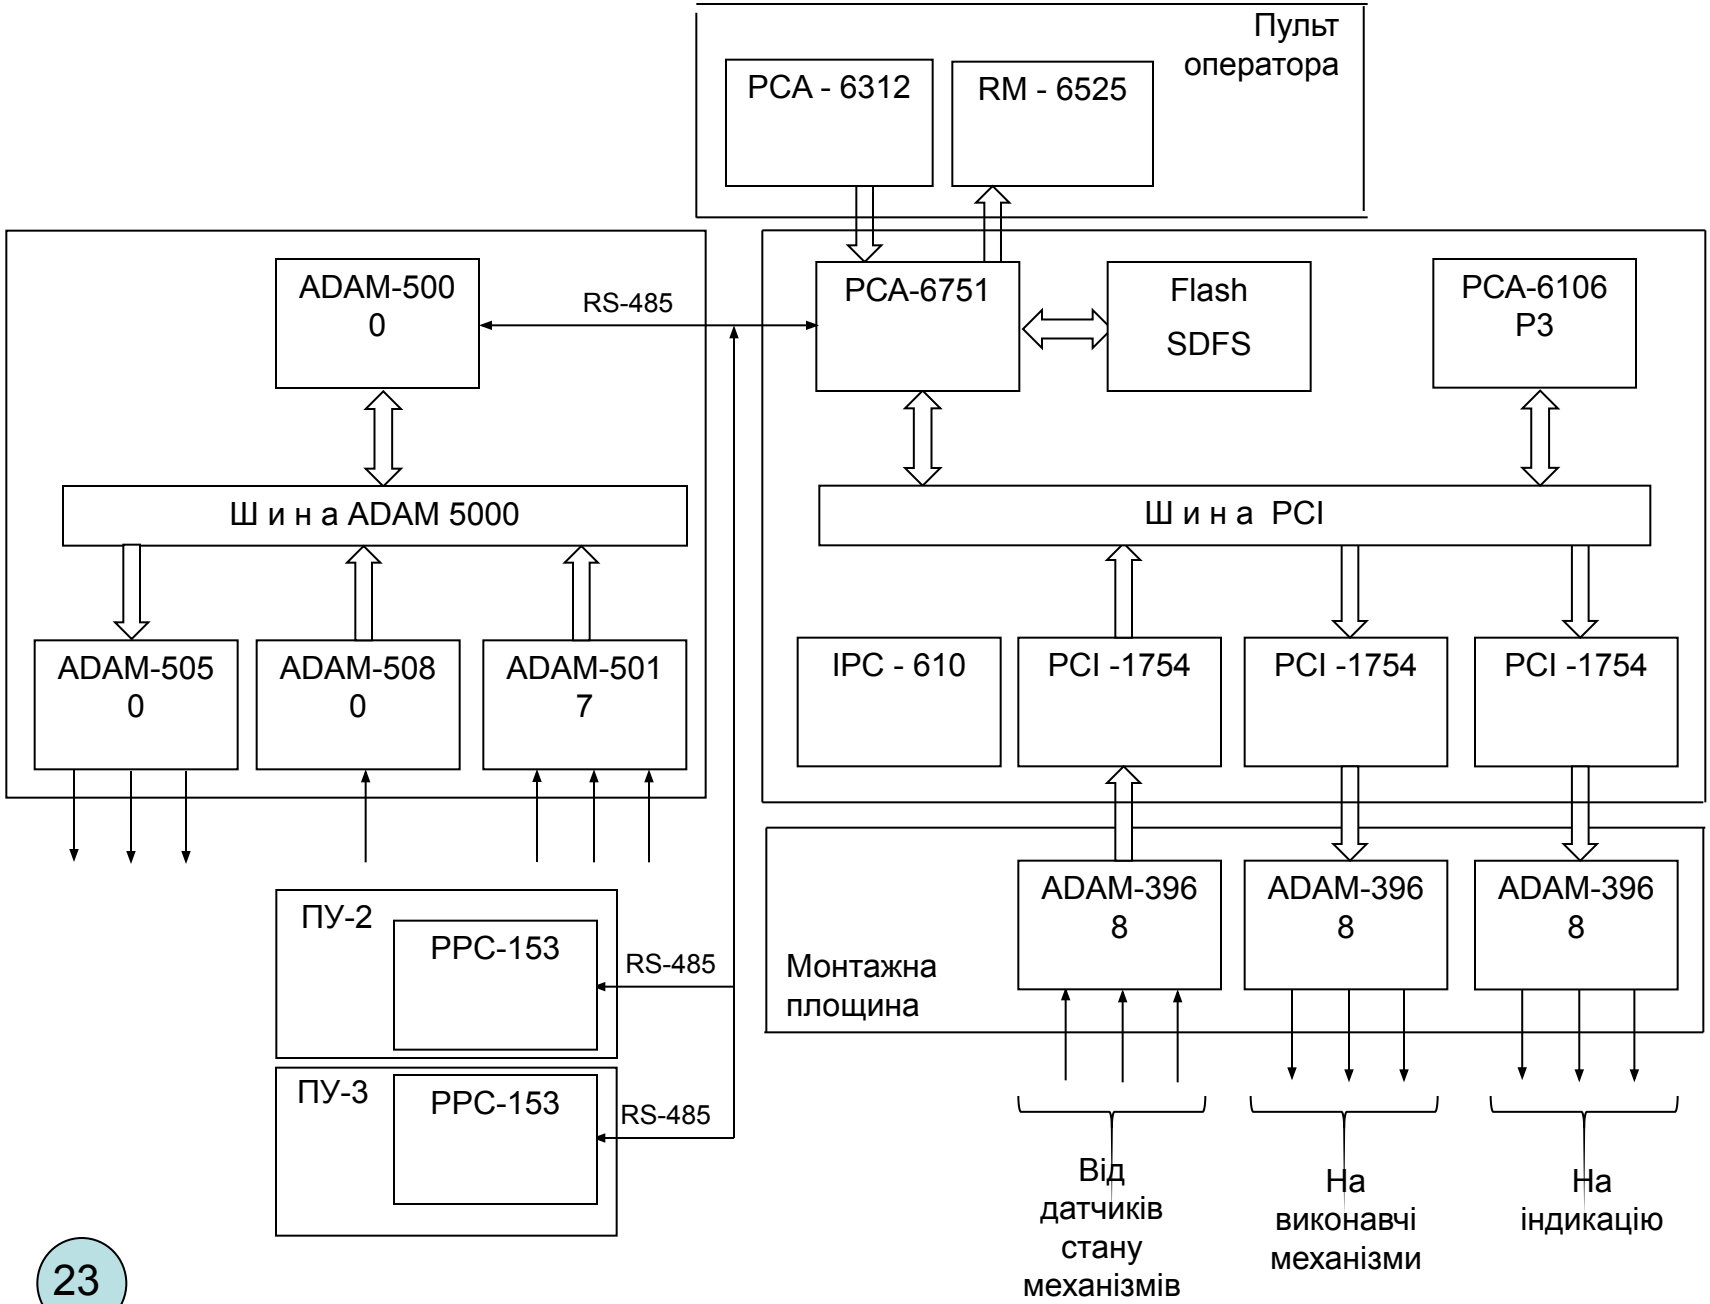 Пульт
оператора
PCA - 6312
RM - 6525
ADAM-500
0
RS-485
PCA-6751
Flash
SDFS
PCA-6106
P3
Ш и н а ADAM 5000
Ш и н а PCI
ADAM-505
0
ADAM-508
0
ADAM-501
7
IPC - 610
PCI -1754
PCI -1754
PCI -1754
ПУ-2
PPC-153
RS-485
ПУ-3
PPC-153
RS-485
Монтажна
площина
ADAM-396
8
ADAM-396
8
ADAM-396
8
Від
датчиків
стану
механізмів
На
виконавчі
механізми
На
індикацію
23